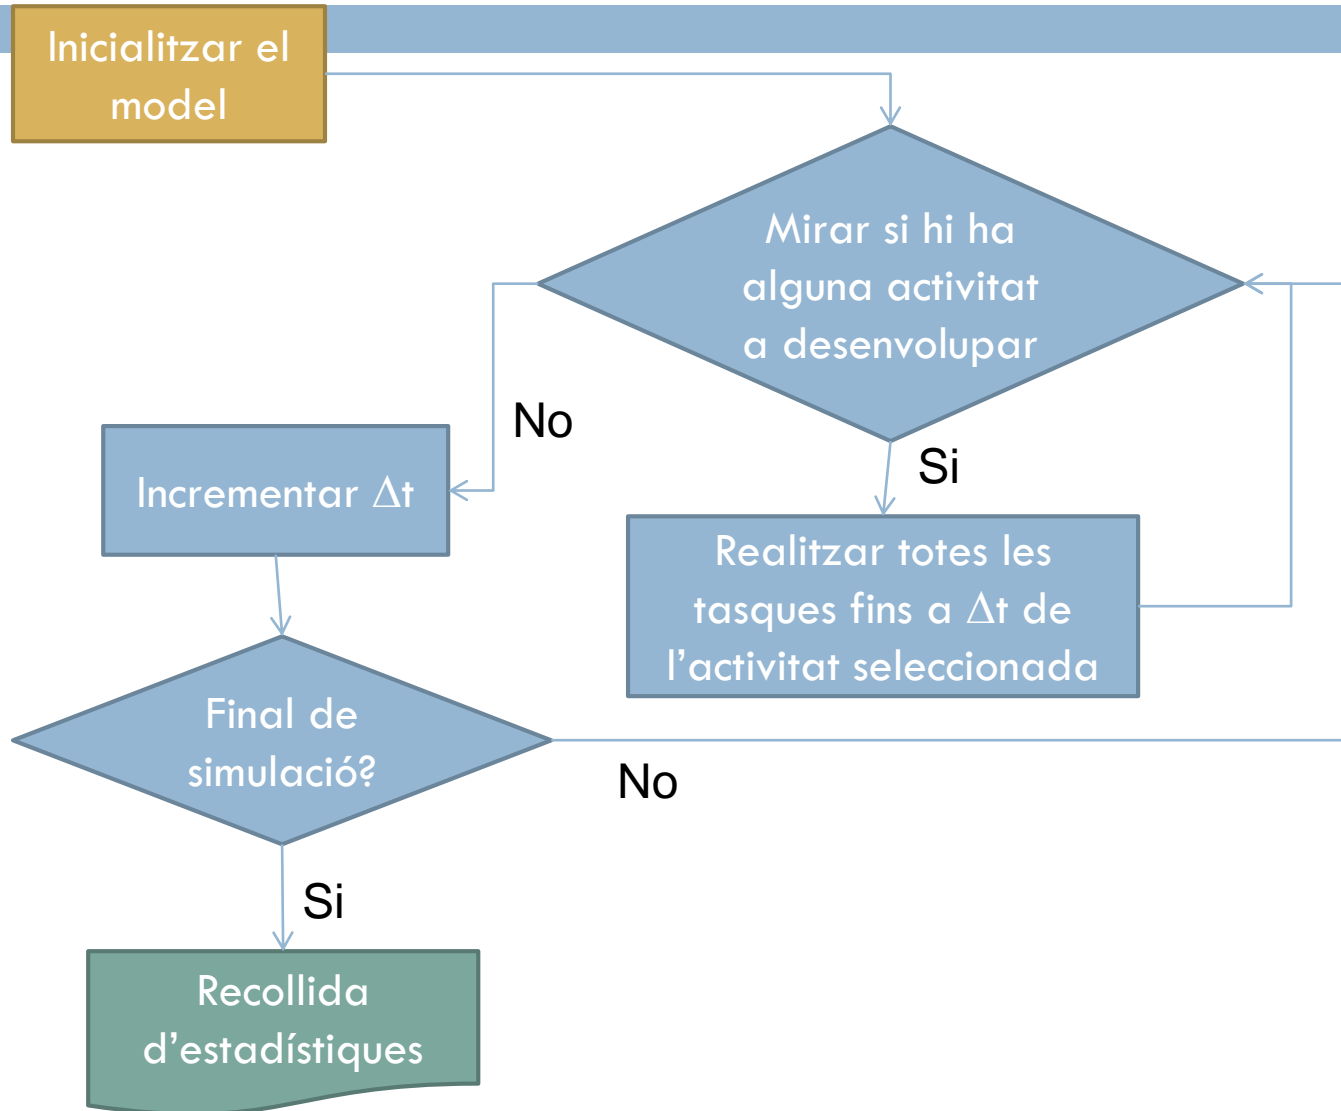 Inicialitzar el
model
Mirar si hi ha
alguna activitat
a desenvolupar
No
Si
Incrementar Δt
Realitzar totes les
tasques fins a Δt de
l’activitat seleccionada
Final de
simulació?
No
Si
Recollida
d’estadístiques